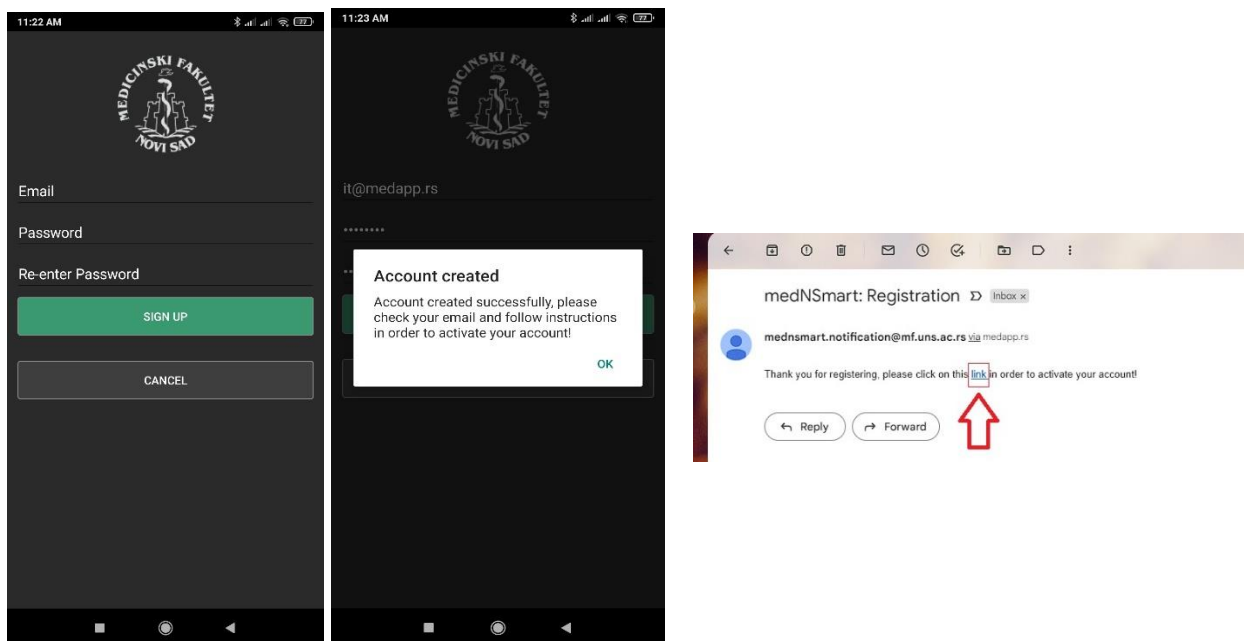 11:22 AM
77
MEDICINSKI FAKULTET
NOVI SAD
Email
Password
Re-enter Password
SIGN UP
CANCEL
11:23 AM
77
MEDICINSKI FAKULTET
NOVI SAD
it@medapp.rs
Account created
Account created successfully, please
check your email and follow instructions
in order to activate your account!
OK
medNSmart: Registration Inbox x
mednsmart.notification@mf.uns.ac.rs via medapp.rs
Thank you for registering, please click on this link in order to activate your account!
Reply Forward